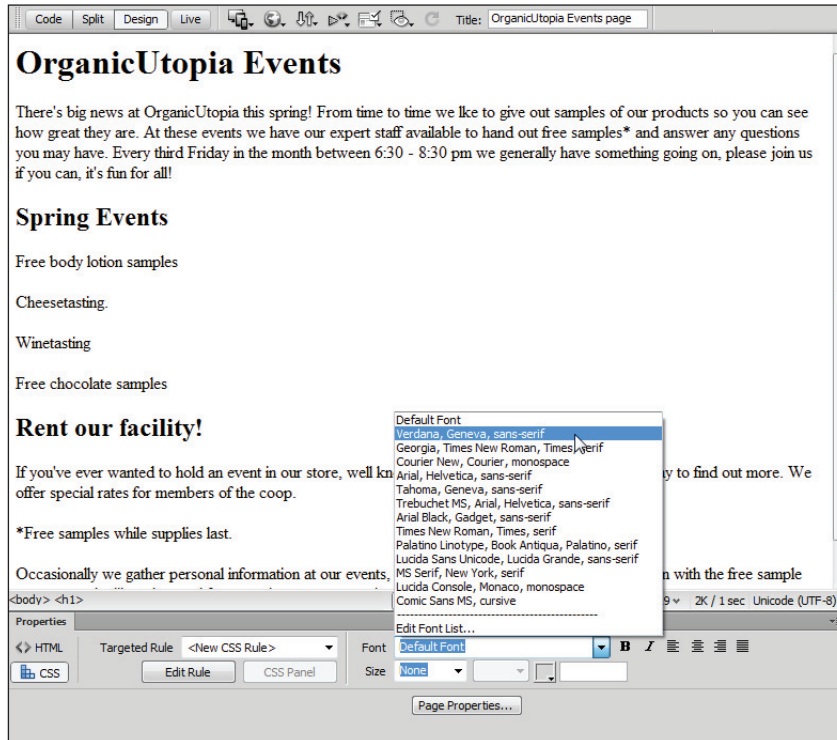 Code Split Design Live Title: OrganicUtopia Events page
OrganicUtopia Events
There's big news at OrganicUtopia this spring! From time to time we lke to give out samples of our products so you can see
how great they are. At these events we have our expert staff available to hand out free samples* and answer any questions
you may have. Every third Friday in the month between 6:30 - 8:30 pm we generally have something going on, please join us
if you can, it's fun for all!
Spring Events
Free body lotion samples
Cheesetasting.
Winetasting
Free chocolate samples
Rent our facility!
If you've ever wanted to hold an event in our store, well y to find out more. We
offer special rates for members of the coop.
*Free samples while supplies last.
Occasionally we gather personal information at our events, with the free sample
Default Font
Verdana, Geneva, sans-serif
Georgia, Times New Roman, Times, serif
Courier New, Courier, monospace
Arial, Helvetica, sans-serif
Tahoma, Geneva, sans-serif
Trebuchet MS, Arial, Helvetica, sans-serif
Arial Black, Gadget, sans-serif
Times New Roman, Times, serif
Palatino Linotype, Book Antiqua, Palatino, serif
Lucida Sans Unicode, Lucida Grande, sans-serif
MS Serif, New York, serif
Lucida Console, Monaco, monospace
Comic Sans MS, cursive
Edit Font List...
<body> <h1> 2K / 1 sec Unicode (UTF-8)
Properties
<> HTML Targeted Rule <New CSS Rule> Font Default Font B I
CSS Edit Rule CSS Panel Size None
Page Properties...